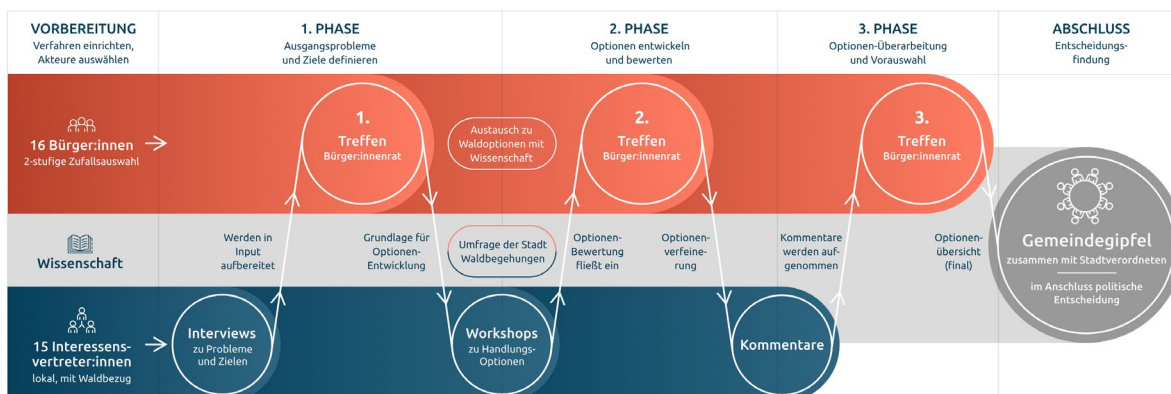 VORBEREITUNG
Verfahren einrichten,
Akteure auswählen
1. PHASE
Ausgangsprobleme
und Ziele definieren
2. PHASE
Optionen entwickeln
und bewerten
3. PHASE
Optionen-Überarbeitung
und Vorauswahl
ABSCHLUSS
Entscheidungs-
findung
16 Bürger:innen
2-stufige Zufallsauswahl
1.
Treffen
Bürger:innenrat
Austausch zu
Waldoptionen mit
Wissenschaft
2.
Treffen
Bürger:innenrat
3.
Treffen
Bürger:innenrat
Wissenschaft
Werden in
Input
aufbereitet
Grundlage für
Optionen-
Entwicklung
Umfrage der Stadt
Waldbegehungen
Optionen-
Bewertung
fließt ein
Optionen-
verfeine-
rung
Kommentare
werden auf-
genommen
Optionen-
übersicht
(final)
Gemeindegipfel
zusammen mit Stadtverordneten
im Anschluss politische
Entscheidung
15 Interessens-
vertreter:innen
lokal, mit Waldbezug
Interviews
zu Probleme
und Zielen
Workshops
zu Handlungs-
Optionen
Kommentare